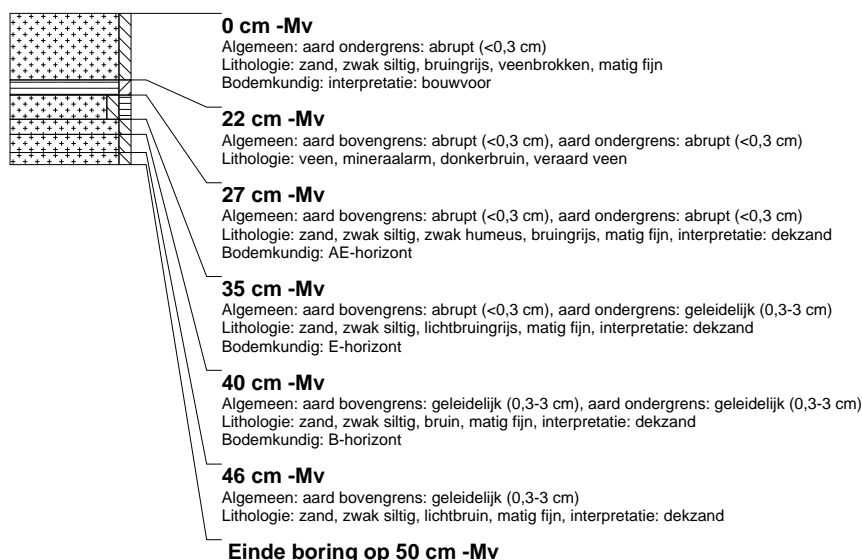 0 cm -Mv
Algemeen: aard ondergrens: abrupt (<0,3 cm)
Lithologie: zand, zwak siltig, bruingrijs, veenbrokken, matig fijn
Bodemkundig: interpretatie: bouwvoor
22 cm -Mv
Algemeen: aard bovengrens: abrupt (<0,3 cm), aard ondergrens: abrupt (<0,3 cm)
Lithologie: veen, mineraalarm, donkerbruin, veraard veen
27 cm -Mv
Algemeen: aard bovengrens: abrupt (<0,3 cm), aard ondergrens: abrupt (<0,3 cm)
Lithologie: zand, zwak siltig, zwak humeus, bruingrijs, matig fijn, interpretatie: dekzand
Bodemkundig: AE-horizont
35 cm -Mv
Algemeen: aard bovengrens: abrupt (<0,3 cm), aard ondergrens: geleidelijk (0,3-3 cm)
Lithologie: zand, zwak siltig, lichtbruingrijs, matig fijn, interpretatie: dekzand
Bodemkundig: E-horizont
40 cm -Mv
Algemeen: aard bovengrens: geleidelijk (0,3-3 cm), aard ondergrens: geleidelijk (0,3-3 cm)
Lithologie: zand, zwak siltig, bruin, matig fijn, interpretatie: dekzand
Bodemkundig: B-horizont
46 cm -Mv
Algemeen: aard bovengrens: geleidelijk (0,3-3 cm)
Lithologie: zand, zwak siltig, lichtbruin, matig fijn, interpretatie: dekzand
Einde boring op 50 cm -Mv